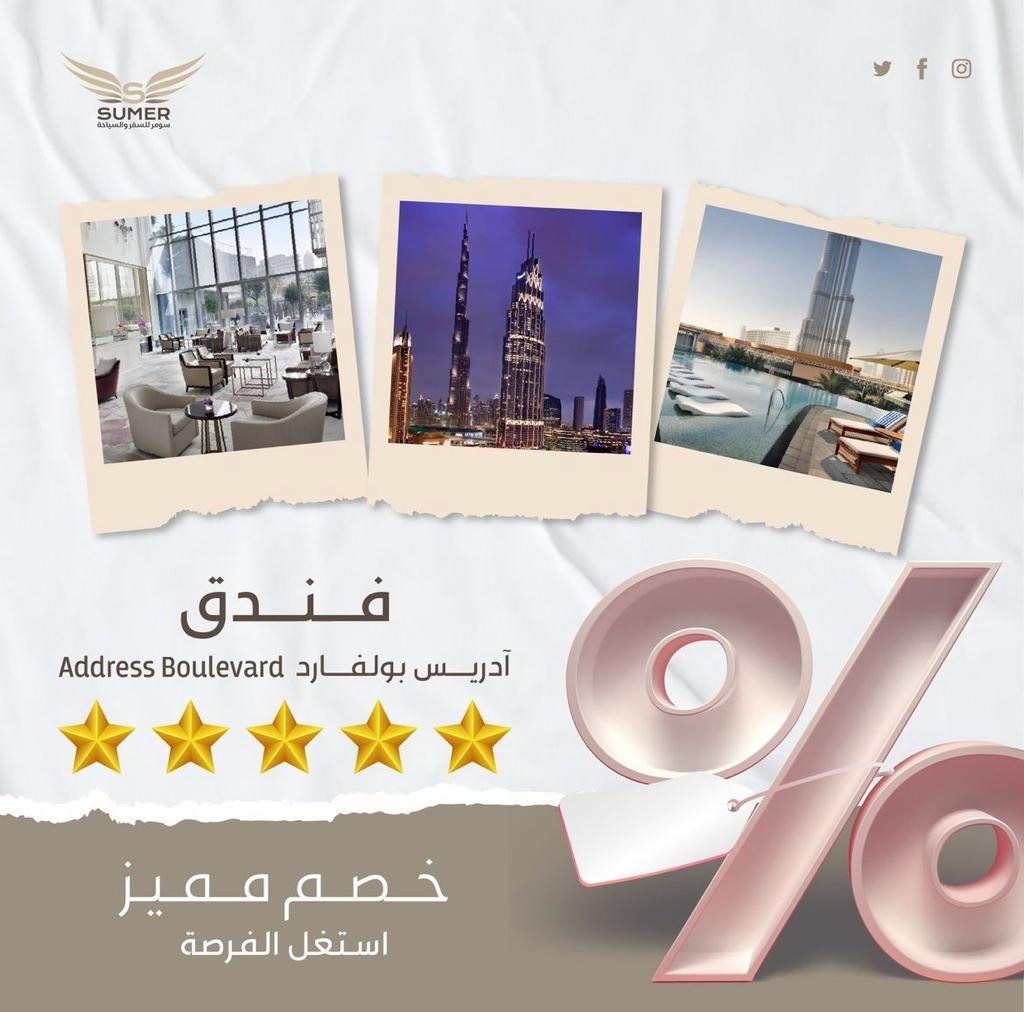 SUMER
سومر للسفر والسياحة
فندق
آدريس بولفارد Address Boulevard
خصم مميز
استغل الفرصة